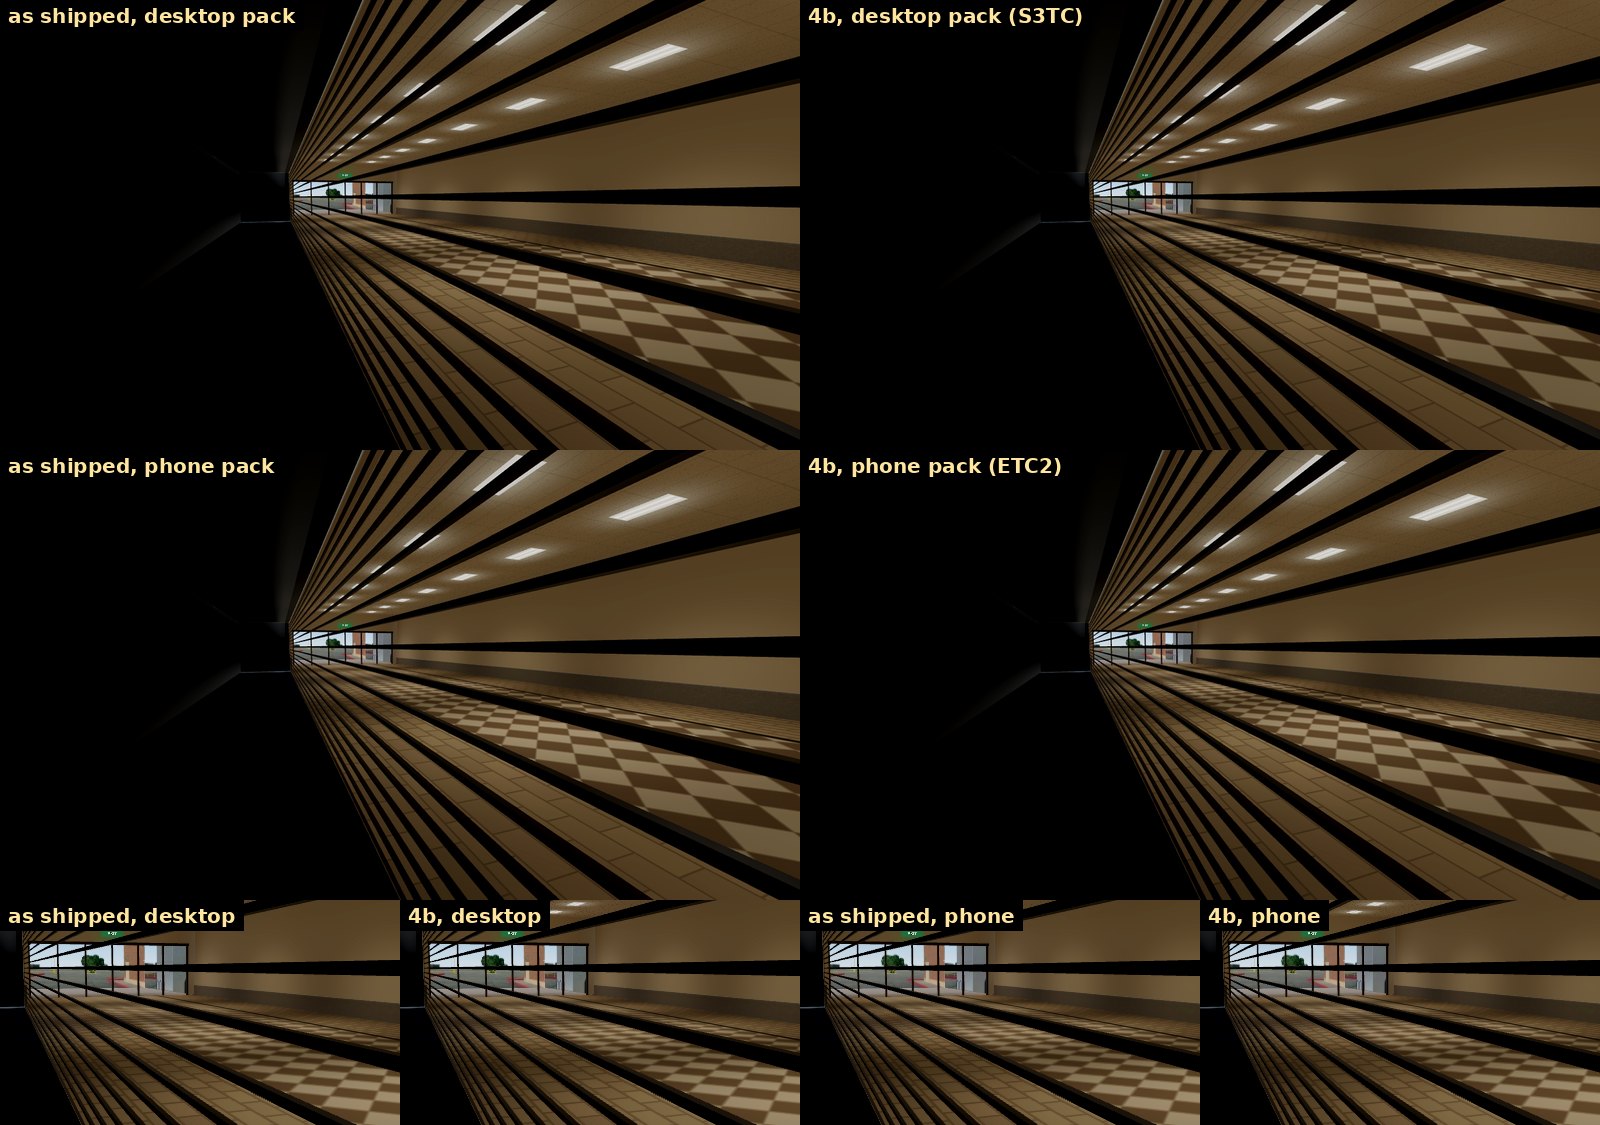 as shipped, desktop pack
4b, desktop pack (S3TC)
as shipped, phone pack
4b, phone pack (ETC2)
as shipped, desktop
4b, desktop
as shipped, phone
4b, phone